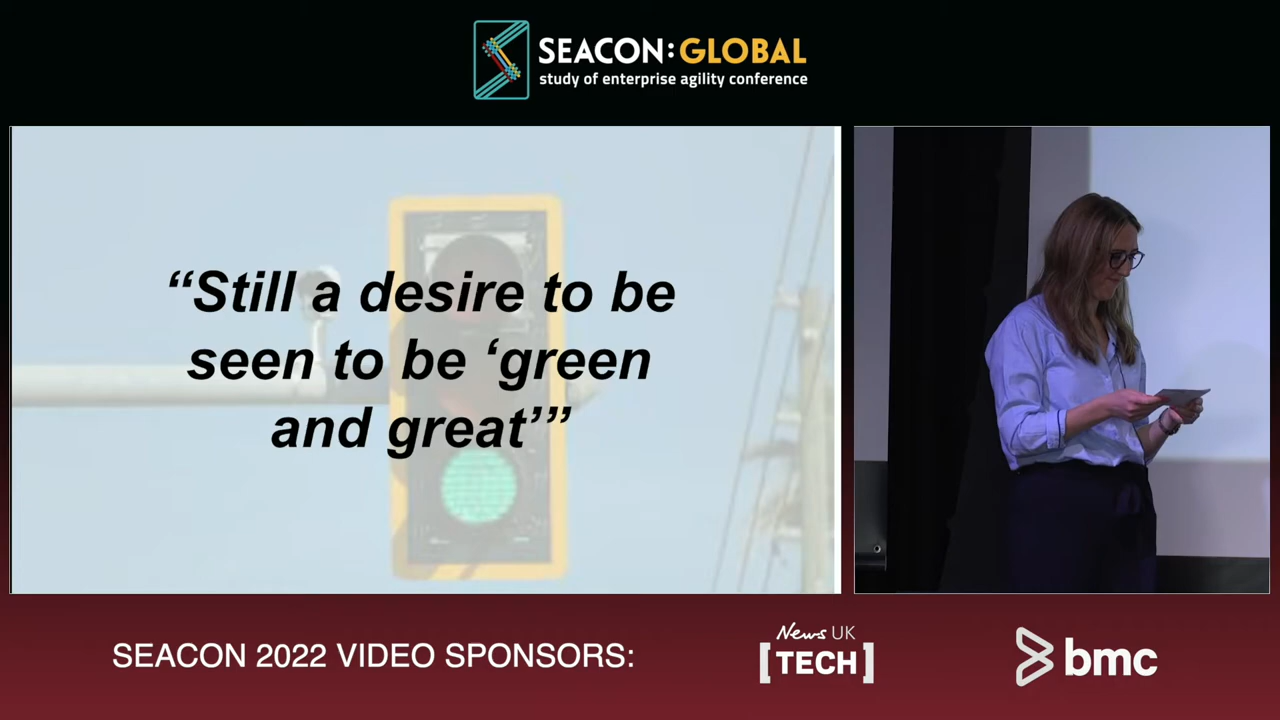 SEACON:GLOBAL
study of enterprise agility conference
“Still a desire to be
seen to be ‘green
and great’”
SEACON 2022 VIDEO SPONSORS:
News UK
[TECH]
bmc